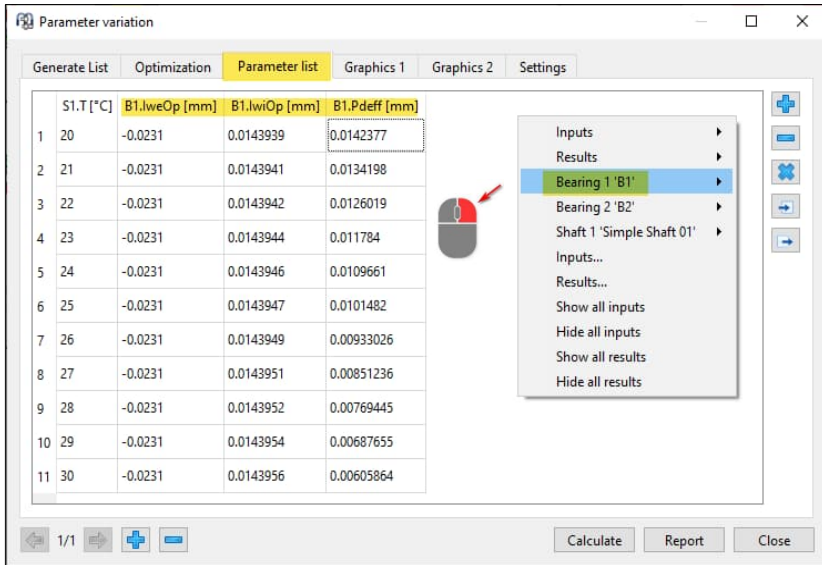 Parameter variation
Generate List Optimization Parameter list Graphics 1 Graphics 2 Settings
S1.T [°C] B1.IweOp [mm] B1.IwiOp [mm] B1.Pdeff [mm]
1 20 -0.0231 0.0143939 0.0142377
2 21 -0.0231 0.0143941 0.0134198
3 22 -0.0231 0.0143942 0.0126019
4 23 -0.0231 0.0143944 0.011784
5 24 -0.0231 0.0143946 0.0109661
6 25 -0.0231 0.0143947 0.0101482
7 26 -0.0231 0.0143949 0.00933026
8 27 -0.0231 0.0143951 0.00851236
9 28 -0.0231 0.0143952 0.00769445
10 29 -0.0231 0.0143954 0.00687655
11 30 -0.0231 0.0143956 0.00605864
Inputs
Results
Bearing 1 'B1'
Bearing 2 'B2'
Shaft 1 'Simple Shaft 01'
Inputs...
Results...
Show all inputs
Hide all inputs
Show all results
Hide all results
1/1
Calculate Report Close